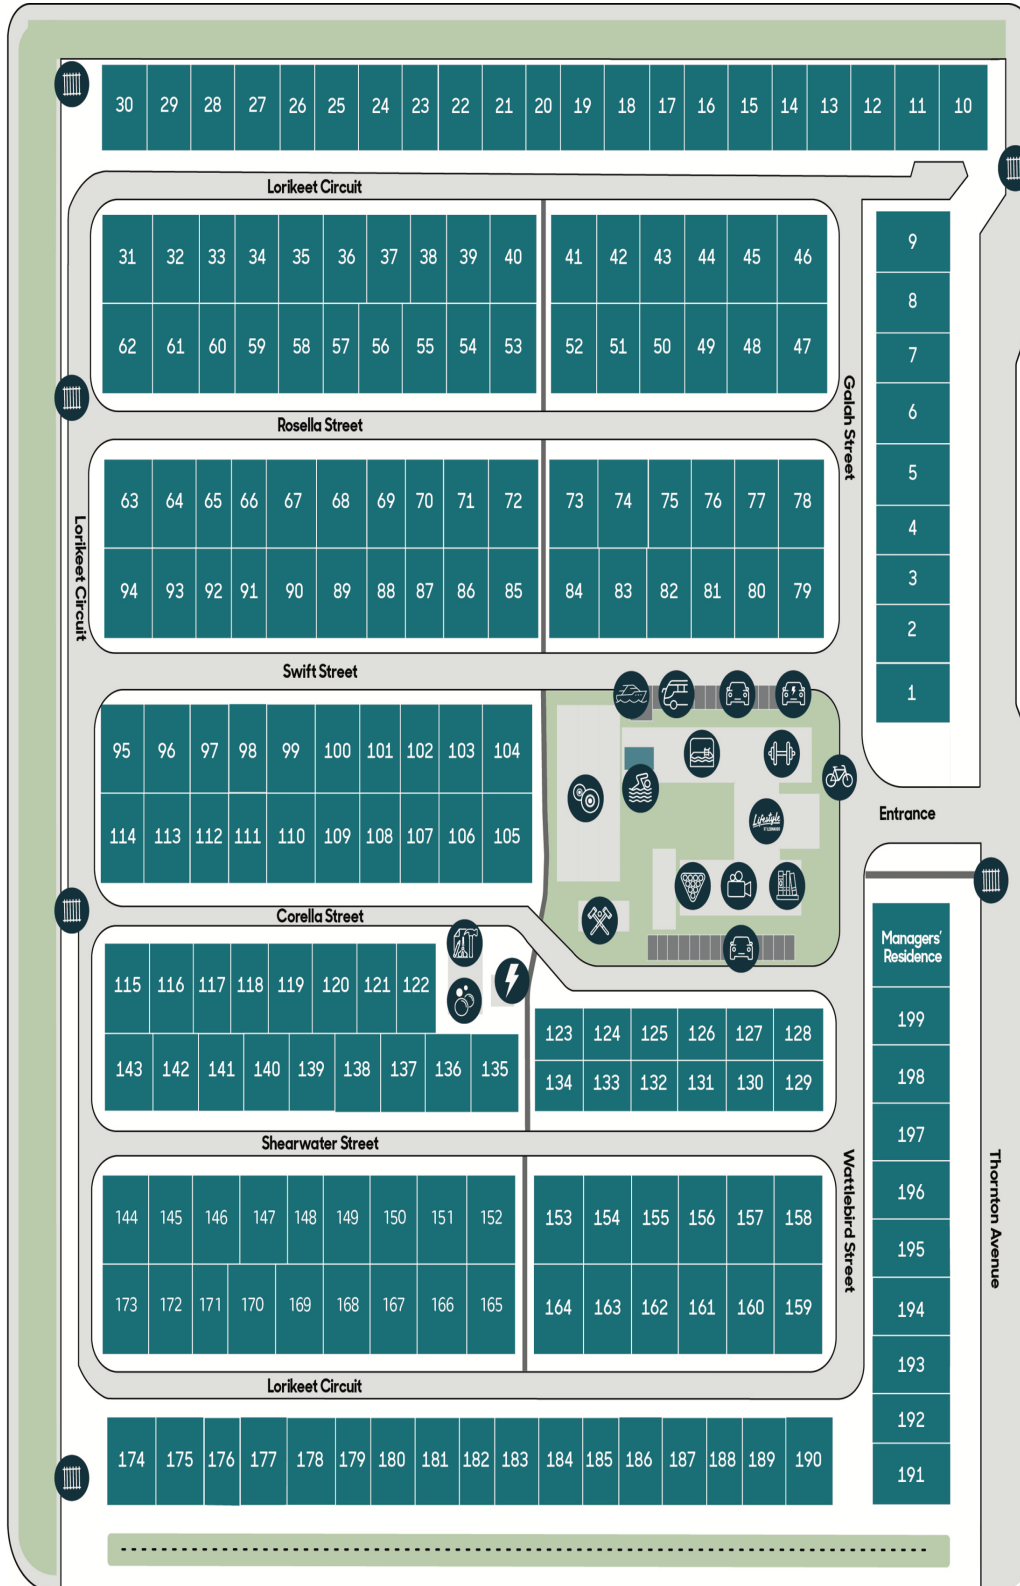 30 29 28 27 26 25 24 23 22 21 20 19 18 17 16 15 14 13 12 11 10
Lorikeet Circuit
31 32 33 34 35 36 37 38 39 40 41 42 43 44 45 46
62 61 60 59 58 57 56 55 54 53 52 51 50 49 48 47
9
8
7
6
5
4
3
2
1
Galah Street
Rosella Street
63 64 65 66 67 68 69 70 71 72 73 74 75 76 77 78
94 93 92 91 90 89 88 87 86 85 84 83 82 81 80 79
Lorikeet Circuit
Swift Street
95 96 97 98 99 100 101 102 103 104
114 113 112 111 110 109 108 107 106 105
Lifestyle
Entrance
Corella Street
115 116 117 118 119 120 121 122
143 142 141 140 139 138 137 136 135
123 124 125 126 127 128
134 133 132 131 130 129
Managers'
Residence
199
198
197
196
195
194
193
192
191
Shearwater Street
Wattlebird Street
Thornton Avenue
144 145 146 147 148 149 150 151 152 153 154 155 156 157 158
173 172 171 170 169 168 167 166 165 164 163 162 161 160 159
Lorikeet Circuit
174 175 176 177 178 179 180 181 182 183 184 185 186 187 188 189 190